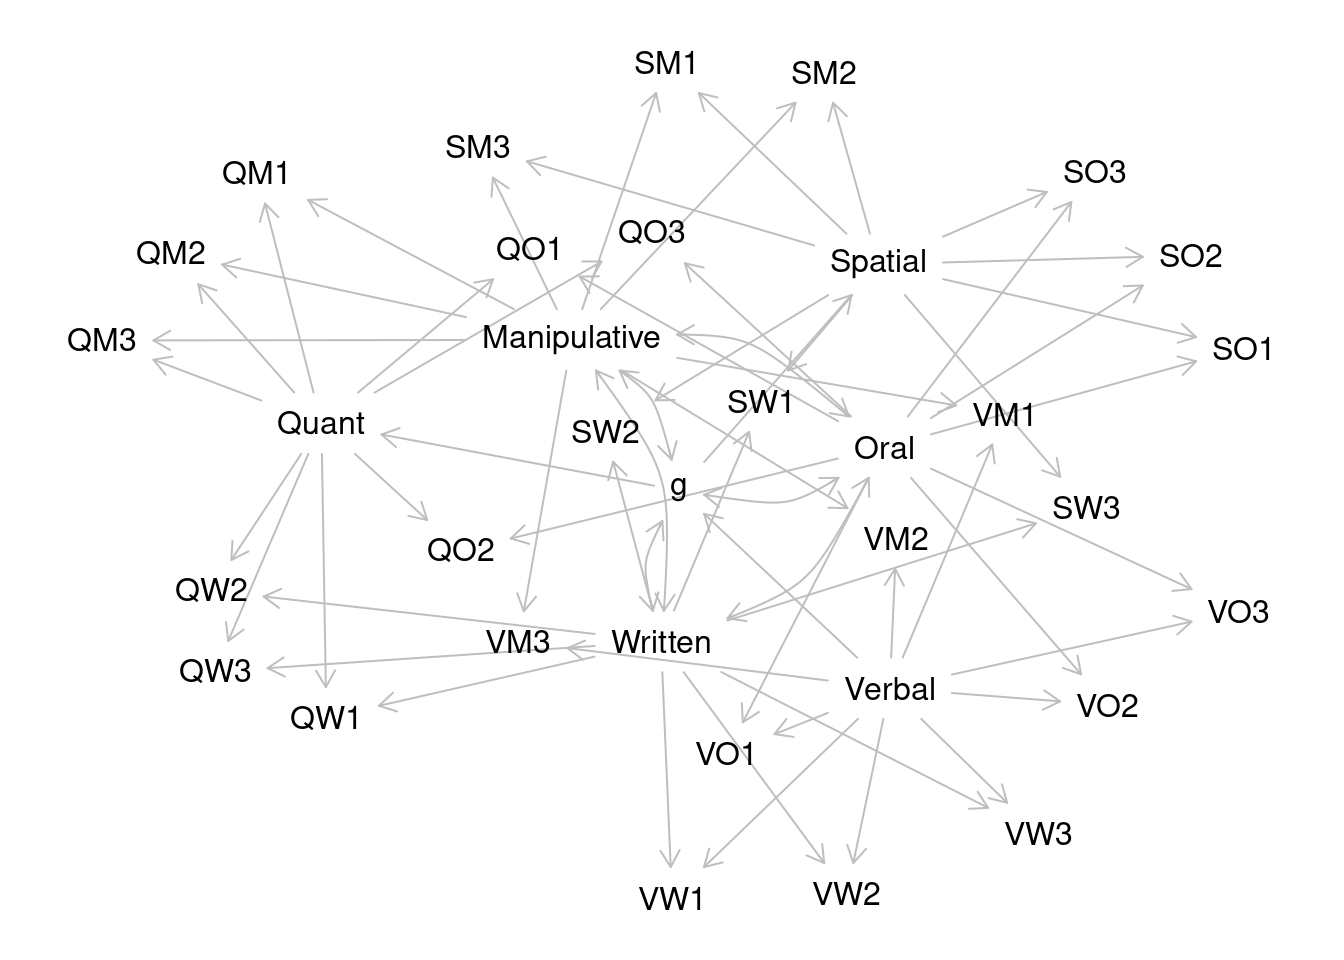 SM1
SM2
SM3
QM1
SO3
QO3
QO1
QM2
SO2
Spatial
Manipulative
QM3
SO1
SW1
VM1
Quant
SW2
Oral
g
SW3
VM2
QO2
QW2
VO3
VM3
Written
QW3
Verbal
VO2
QW1
VO1
VW3
VW2
VW1